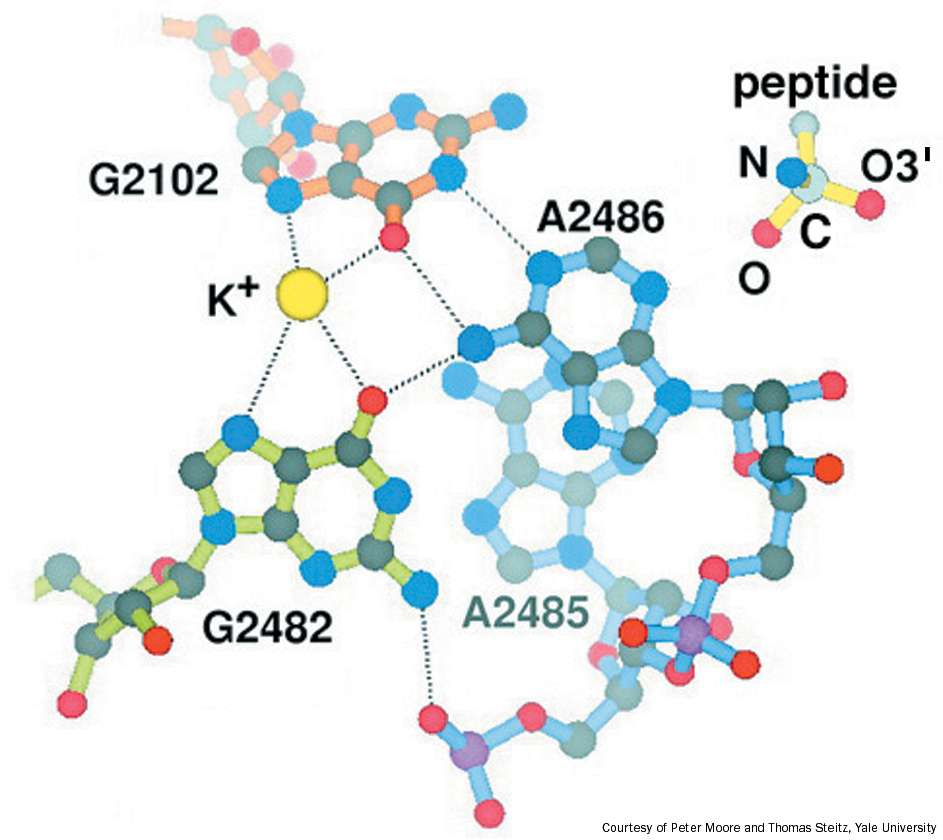 peptide
N
O3'
G2102
A2486
C
O
K+
A2485
G2482
Courtesy of Peter Moore and Thomas Steitz, Yale University